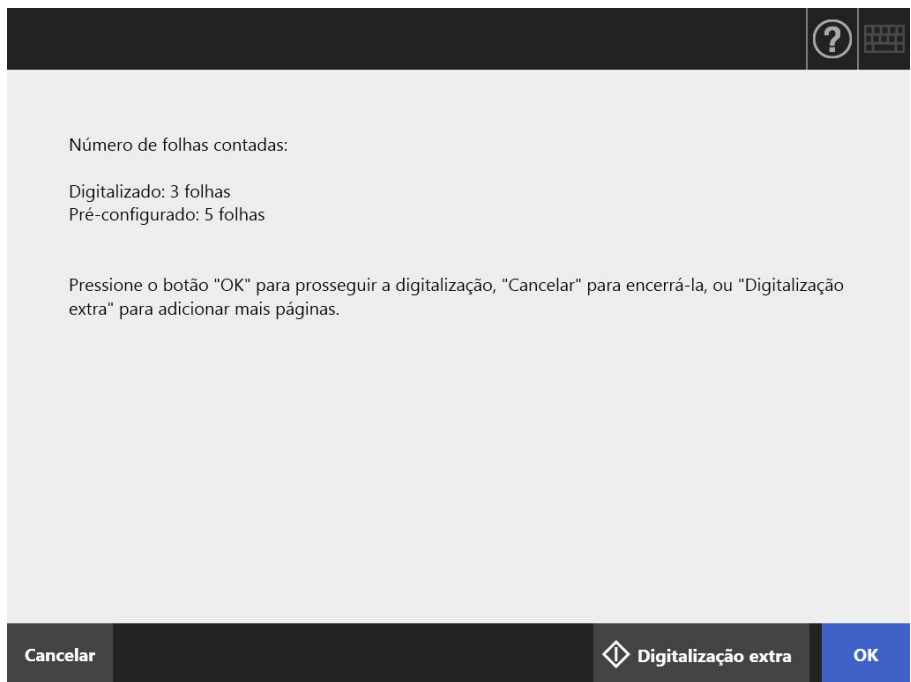 Número de folhas contadas:
Digitalizado: 3 folhas
Pré-configurado: 5 folhas
Pressione o botão "OK" para prosseguir a digitalização, "Cancelar" para encerrá-la, ou "Digitalização
extra" para adicionar mais páginas.
Cancelar
Digitalização extra
OK